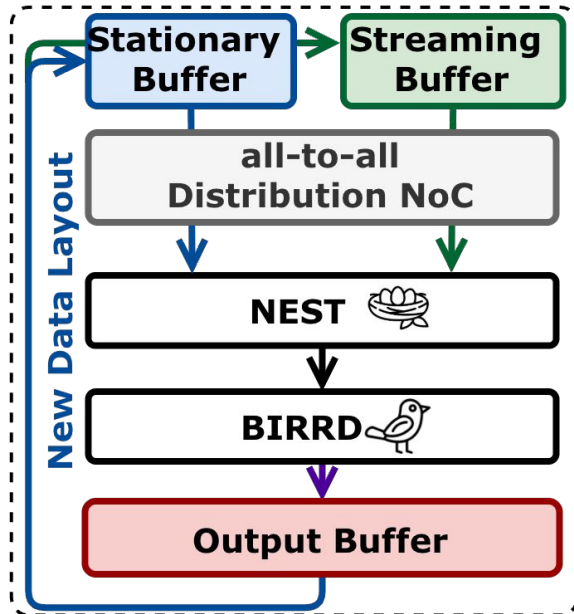 Stationary
Buffer
Streaming
Buffer
all-to-all
Distribution NoC
New Data Layout
NEST
BIRRD
Output Buffer